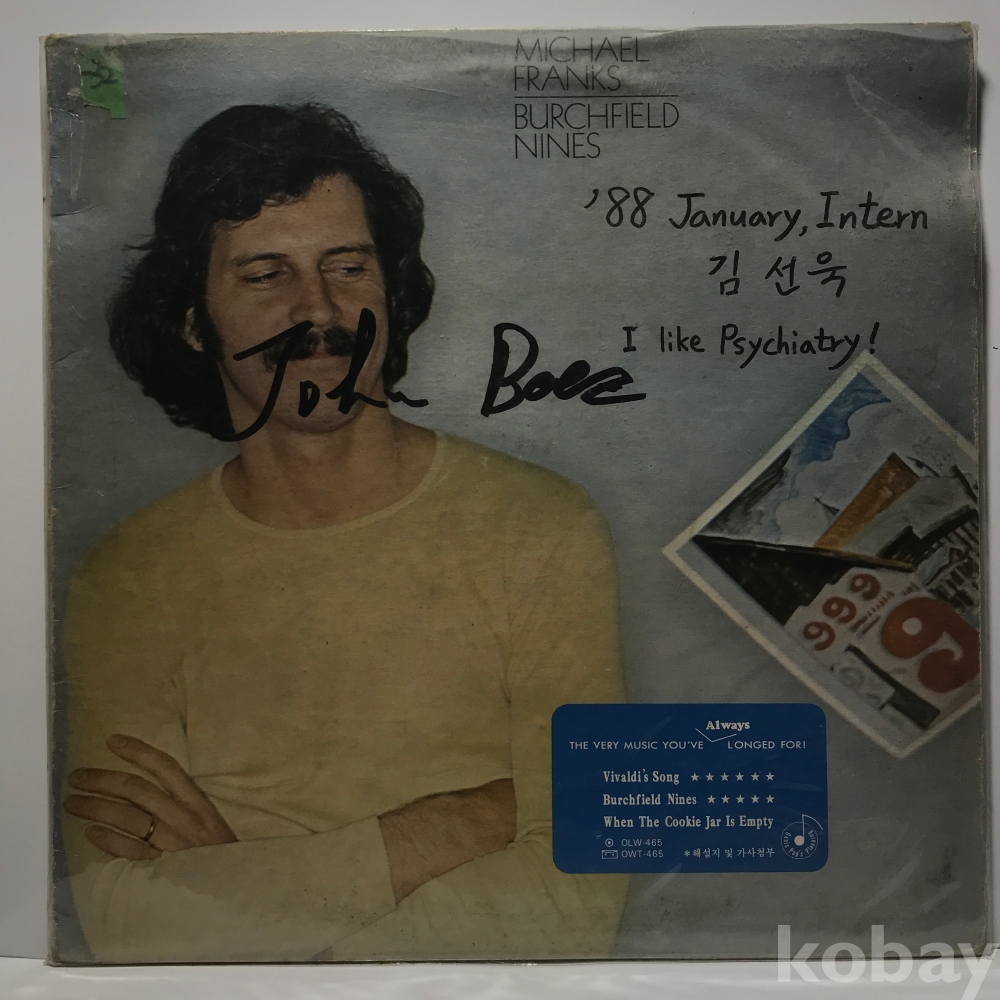 32
MICHAEL
FRANKS
BURCHFIELD
NINES
'88 January, Intern
김 선욱
I like Psychiatry!
John
999
9
Always
THE VERY MUSIC YOU'VE LONGED FOR!
Vivaldi's Song ★★★★★★
Burchfield Nines ★★★★★
When The Cookie Jar Is Empty
OLW-465
OWT-465 *해설지 및 가사첨부
kobay